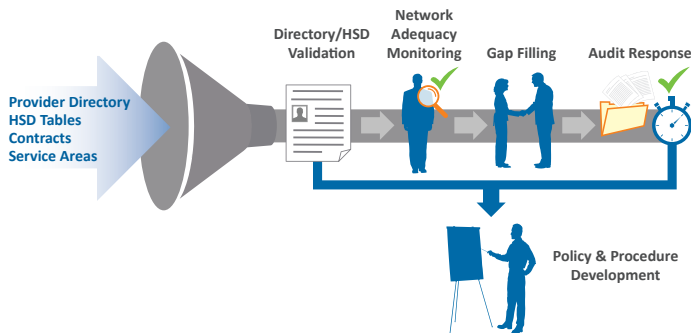 Provider Directory
HSD Tables
Contracts
Service Areas
Directory/HSD
Validation
Network
Adequacy
Monitoring
Gap Filling
Audit Response
Policy & Procedure
Development